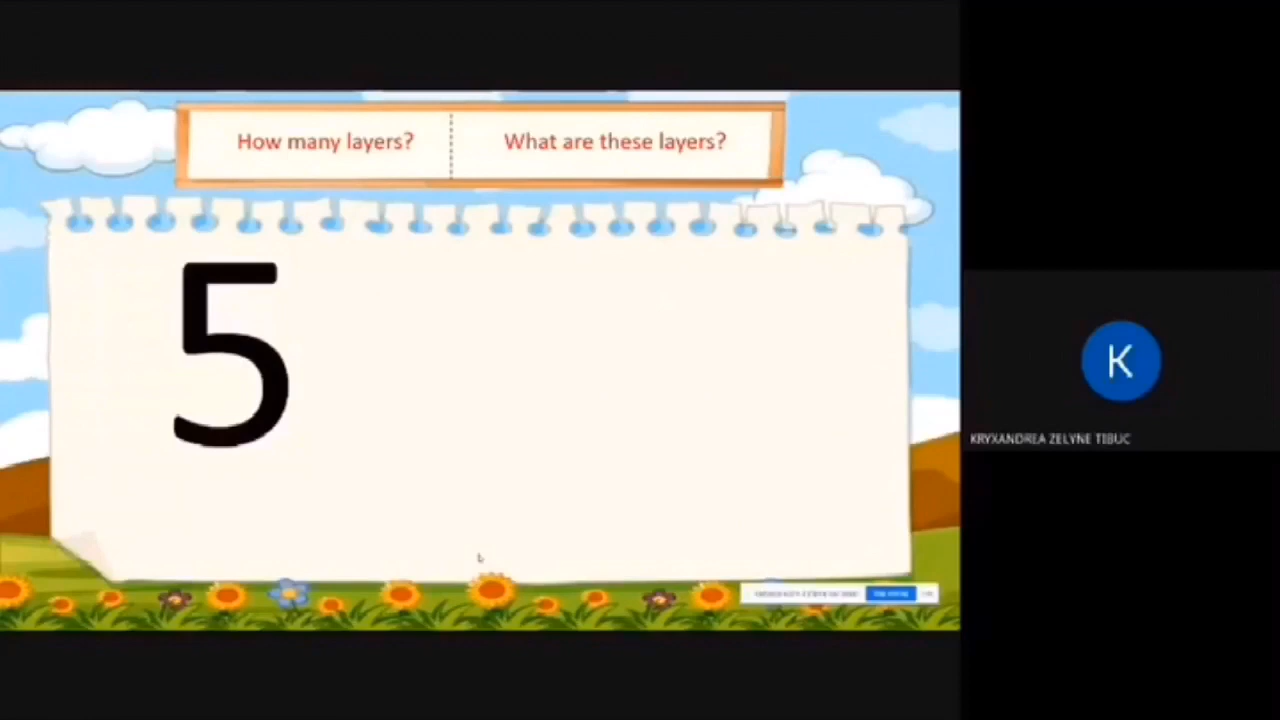 How many layers?
What are these layers?
5
K
KRYXANDREA ZELYNE TIBUC